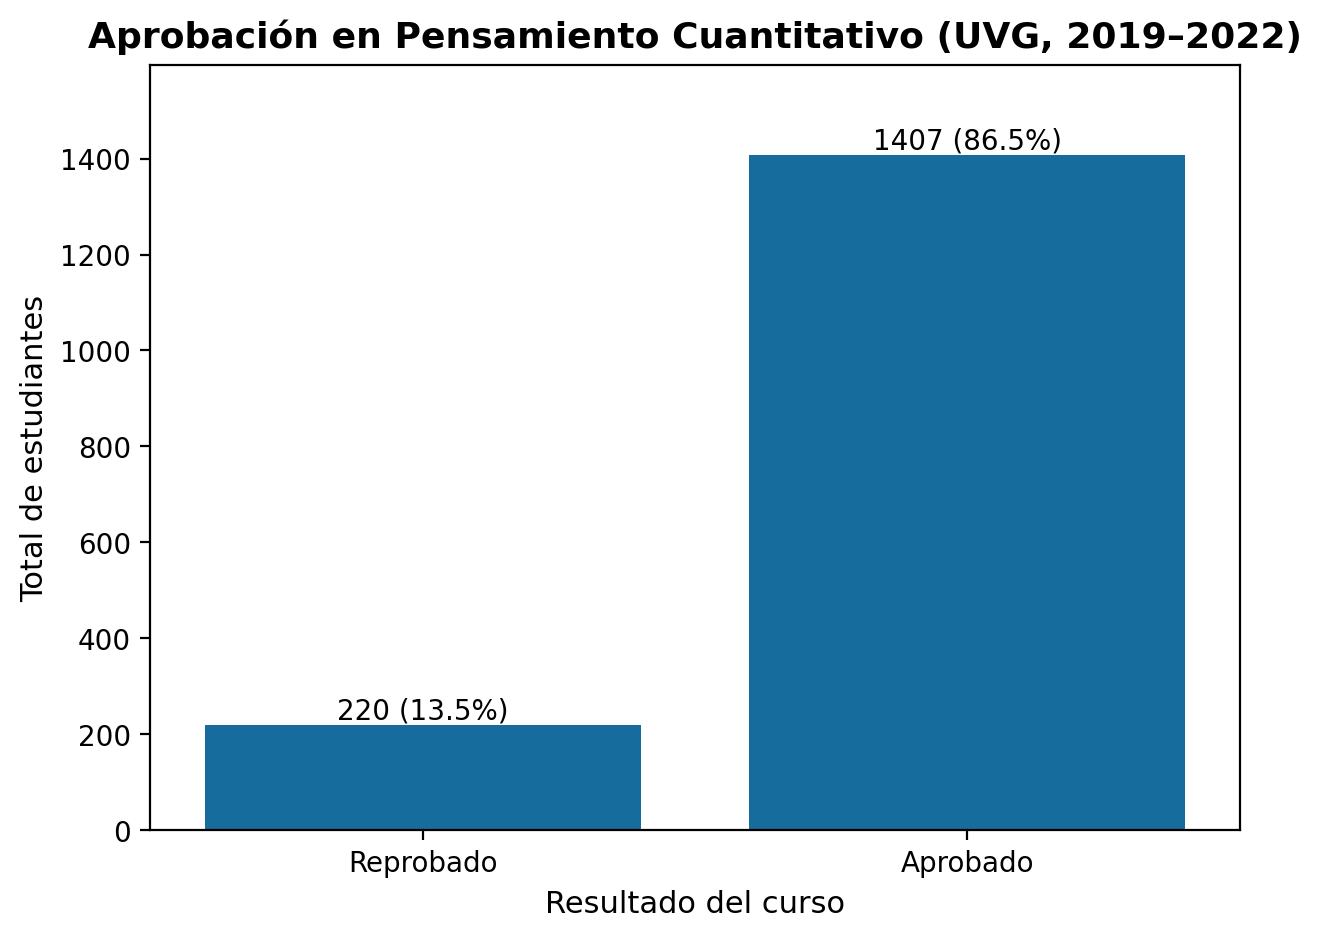 Aprobación en Pensamiento Cuantitativo (UVG, 2019–2022)
1407 (86.5%)
1400
1200
1000
800
600
400
220 (13.5%)
200
0
Total de estudiantes
Reprobado
Aprobado
Resultado del curso